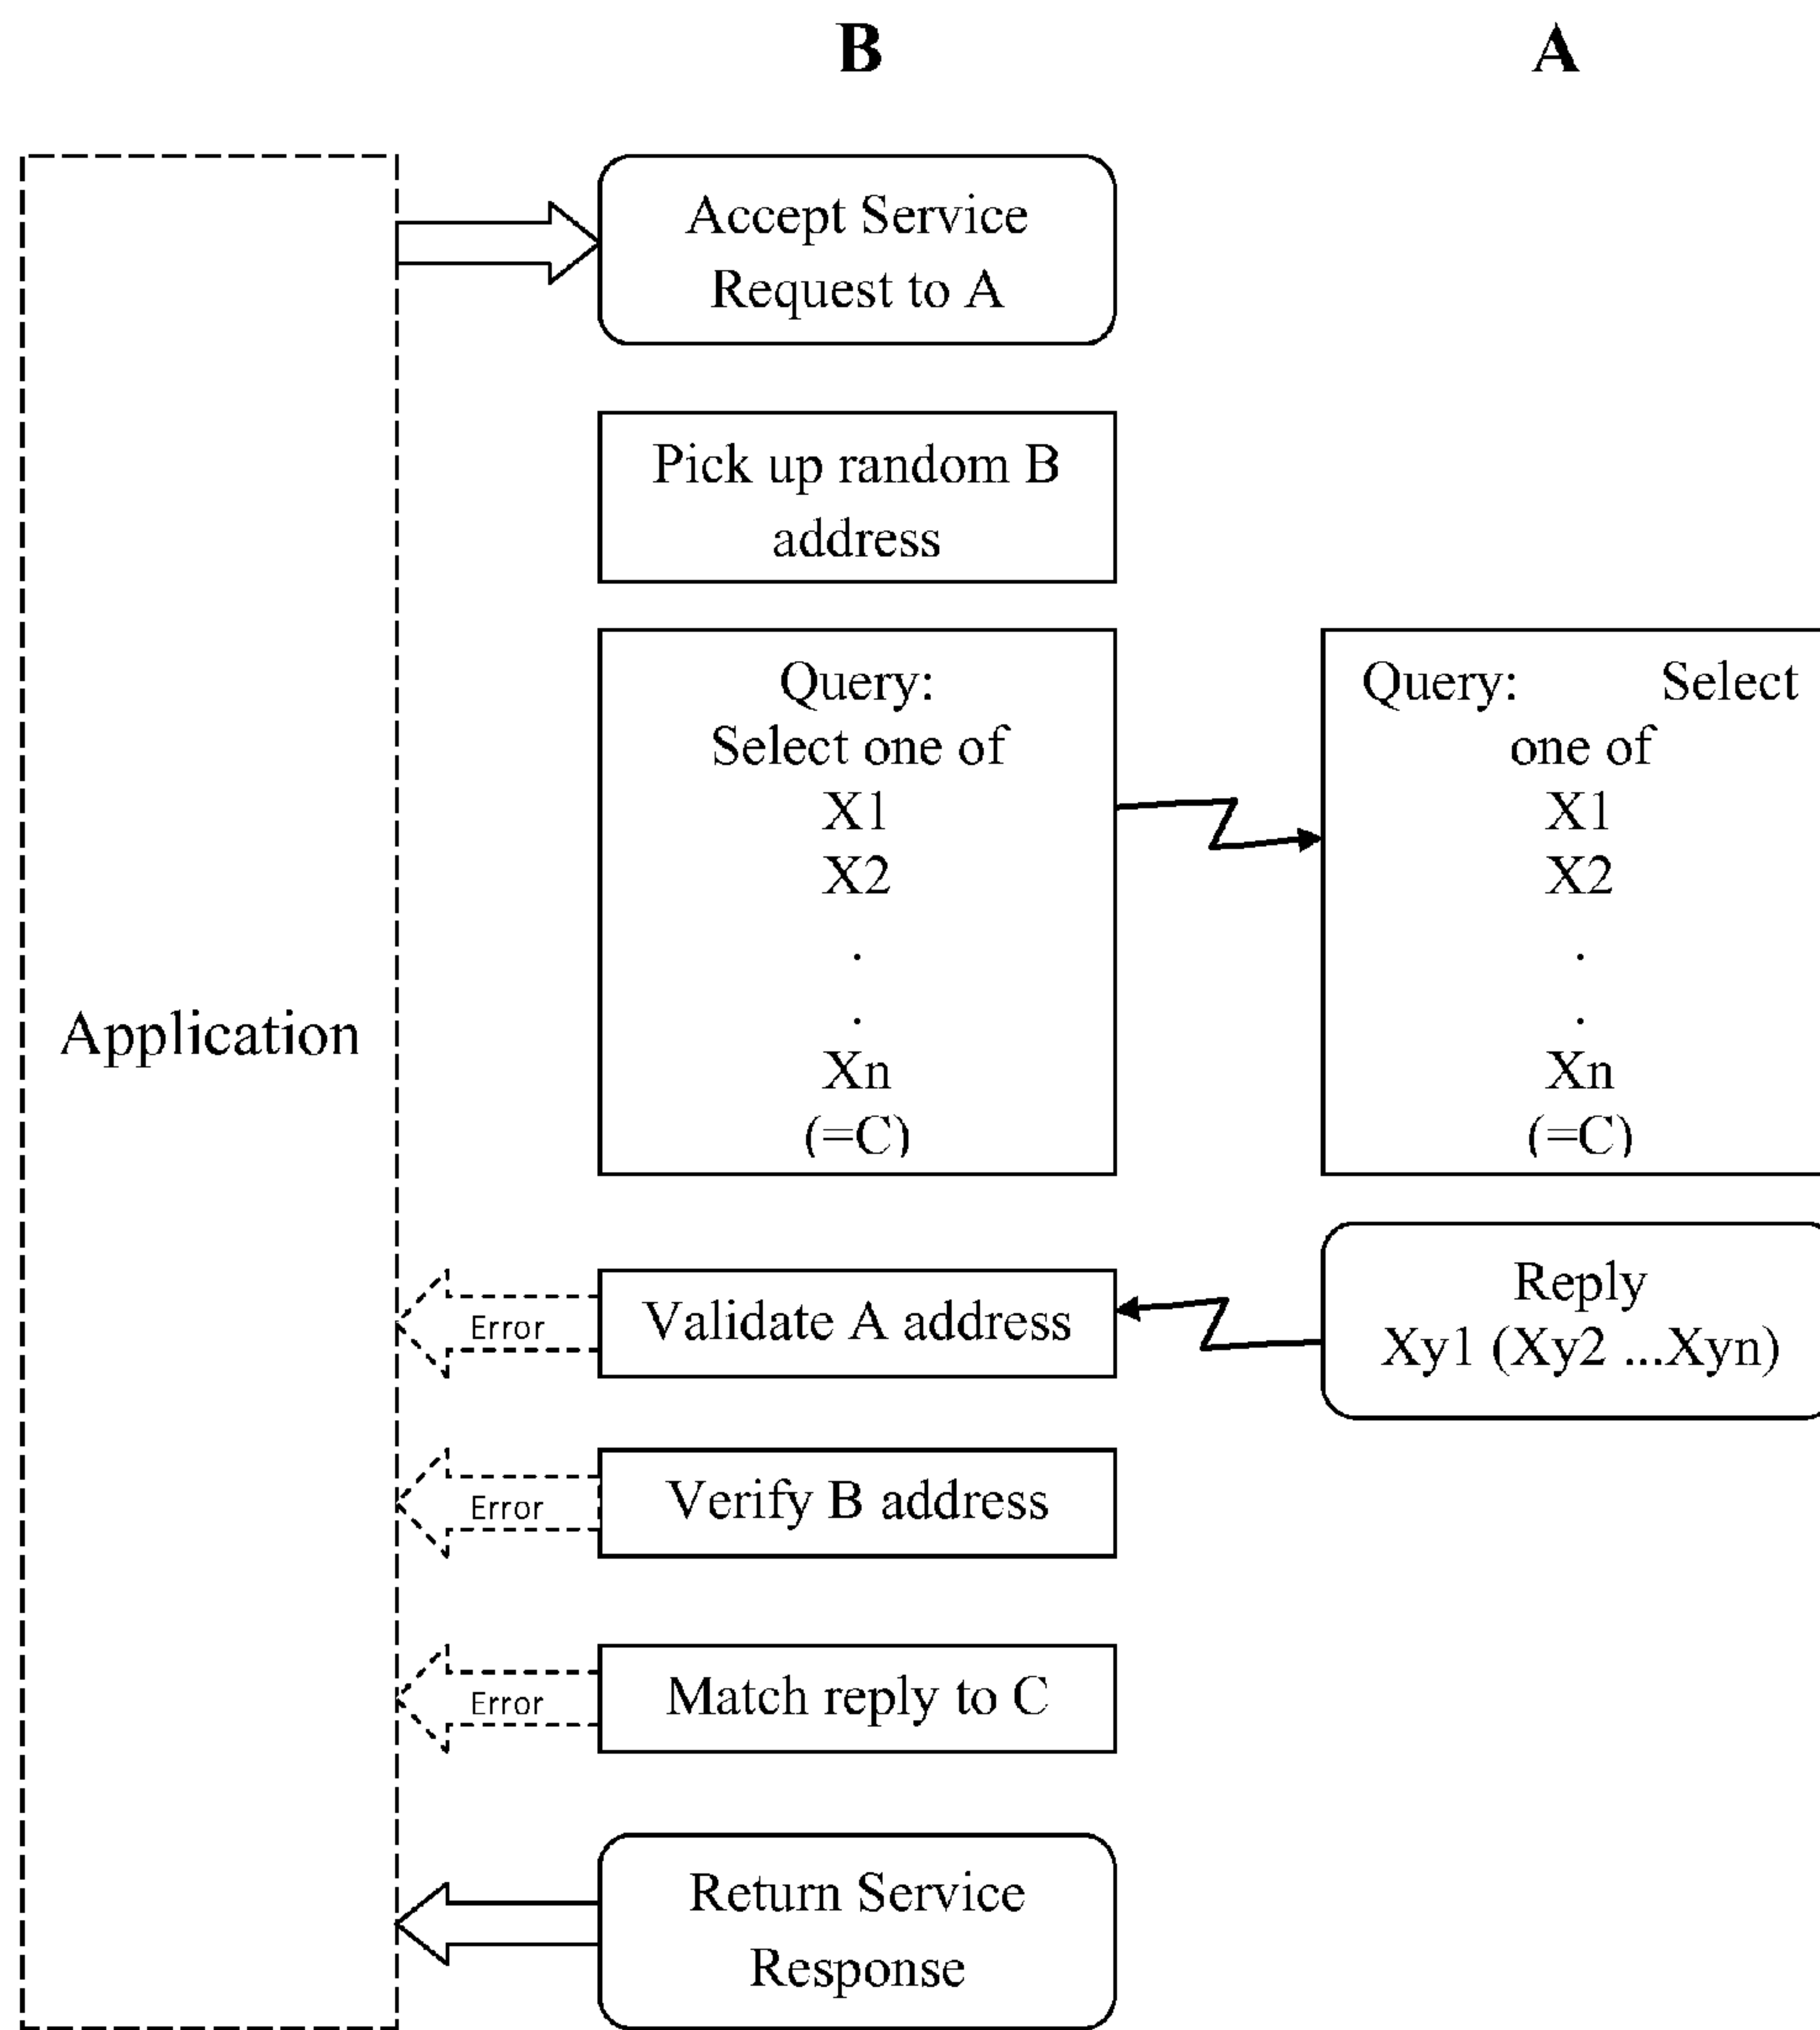 B
A
Accept Service
Request to A
Pick up random B
address
Query:
Select one of
X1
X2
.
.
Xn
(=C)
Query: Select
one of
X1
X2
.
.
Xn
(=C)
Application
Reply
Xy1 (Xy2 ...Xyn)
Error
Validate A address
Error
Verify B address
Error
Match reply to C
Return Service
Response